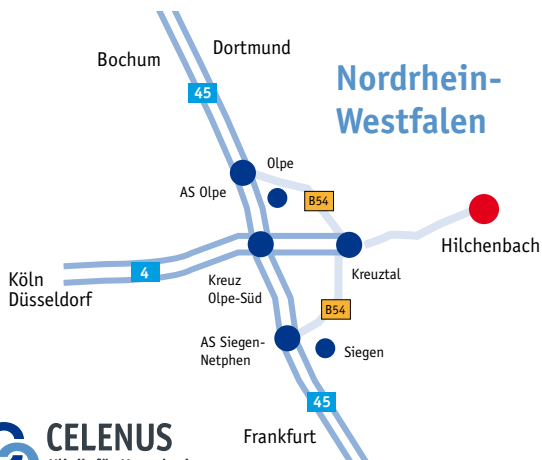 Dortmund
Bochum
Nordrhein-
Westfalen
45
Olpe
AS Olpe
B54
Hilchenbach
4
Köln
Düsseldorf
Kreuz
Olpe-Süd
Kreuztal
B54
AS Siegen-
Netphen
Siegen
45
CELENUS
Frankfurt